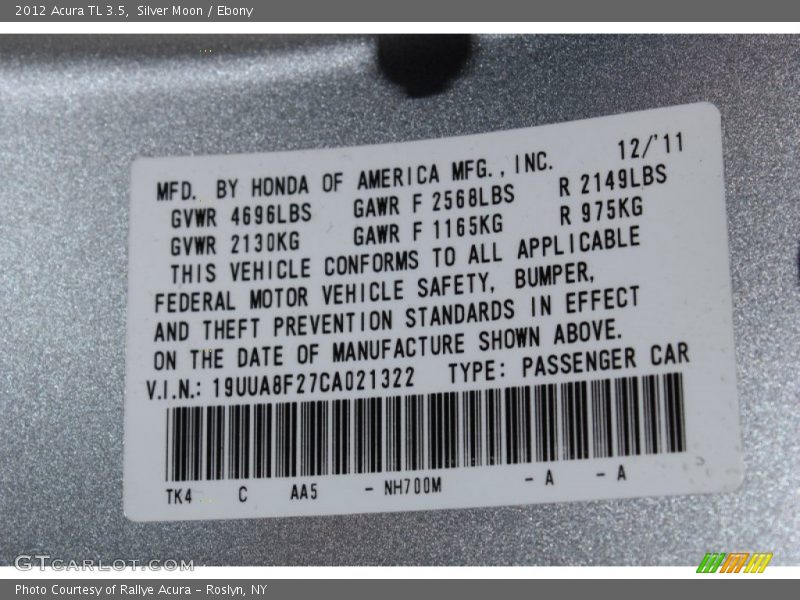 2012 Acura TL 3.5,  Silver Moon / Ebony
MFD. BY HONDA OF AMERICA MFG., INC. 12/'11
GVWR 4696LBS GAWR F 2568LBS R 2149LBS
GVWR 2130KG GAWR F 1165KG R 975KG
THIS VEHICLE CONFORMS TO ALL APPLICABLE
FEDERAL MOTOR VEHICLE SAFETY, BUMPER,
AND THEFT PREVENTION STANDARDS IN EFFECT
ON THE DATE OF MANUFACTURE SHOWN ABOVE.
V.I.N.: 19UUA8F27CA021322 TYPE: PASSENGER CAR
TK4 C AA5 - NH700M - A - A
GTCARLOT.COM
Photo Courtesy of Rallye Acura – Roslyn, NY